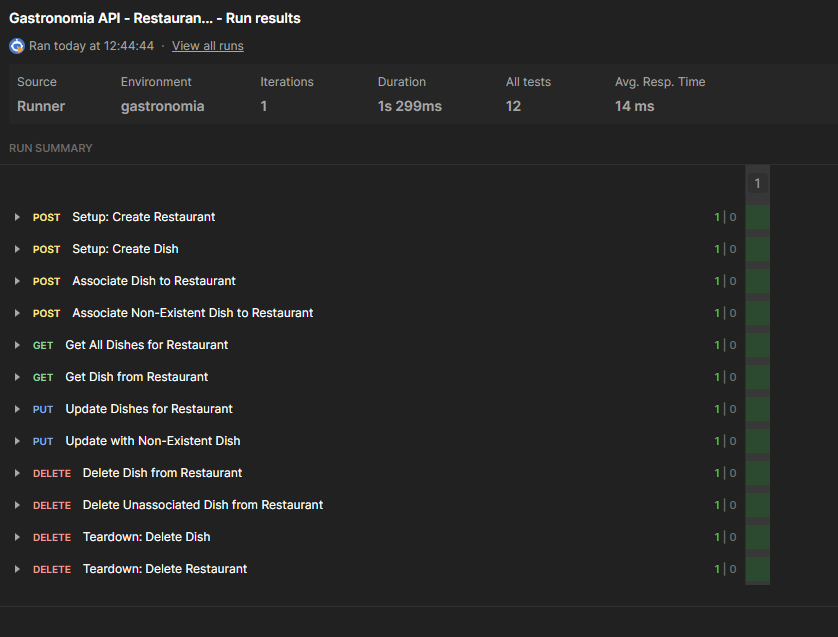 Gastronomia API - Restauran... - Run results
Ran today at 12:44:44 · View all runs
Source Environment Iterations Duration All tests Avg. Resp. Time
Runner gastronomia 1 1s 299ms 12 14 ms
RUN SUMMARY
1
POST Setup: Create Restaurant 1 | 0
POST Setup: Create Dish 1 | 0
POST Associate Dish to Restaurant 1 | 0
POST Associate Non-Existent Dish to Restaurant 1 | 0
GET Get All Dishes for Restaurant 1 | 0
GET Get Dish from Restaurant 1 | 0
PUT Update Dishes for Restaurant 1 | 0
PUT Update with Non-Existent Dish 1 | 0
DELETE Delete Dish from Restaurant 1 | 0
DELETE Delete Unassociated Dish from Restaurant 1 | 0
DELETE Teardown: Delete Dish 1 | 0
DELETE Teardown: Delete Restaurant 1 | 0